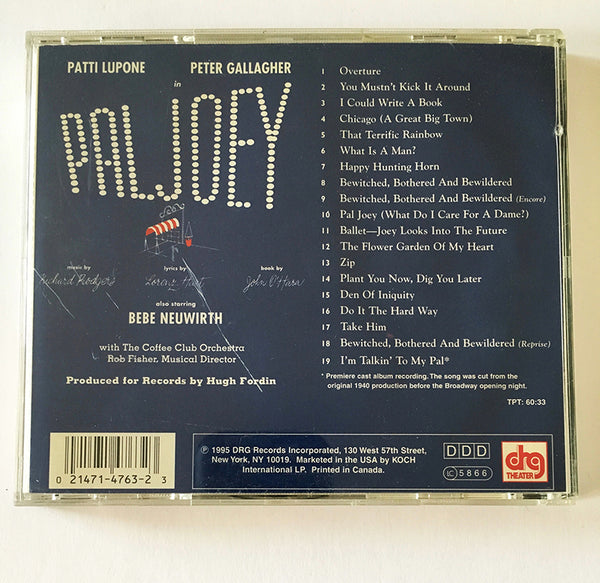 PATTI LUPONE PETER GALLAGHER
in
PAL JOEY
music by lyrics by book by
Richard Rodgers Lorenz Hart John O'Hara
also starring
BEBE NEUWIRTH
with The Coffee Club Orchestra
Rob Fisher, Musical Director
Produced for Records by Hugh Fordin
1 Overture
2 You Mustn't Kick It Around
3 I Could Write A Book
4 Chicago (A Great Big Town)
5 That Terrific Rainbow
6 What Is A Man?
7 Happy Hunting Horn
8 Bewitched, Bothered And Bewildered
9 Bewitched, Bothered And Bewildered (Encore)
10 Pal Joey (What Do I Care For A Dame?)
11 Ballet—Joey Looks Into The Future
12 The Flower Garden Of My Heart
13 Zip
14 Plant You Now, Dig You Later
15 Den Of Iniquity
16 Do It The Hard Way
17 Take Him
18 Bewitched, Bothered And Bewildered (Reprise)
19 I'm Talkin' To My Pal*
* Premiere cast album recording. The song was cut from the
original 1940 production before the Broadway opening night.
TPT: 60:33
0 21471-4763-2 3
℗ 1995 DRG Records Incorporated, 130 West 57th Street,
New York, NY 10019. Marketed in the USA by KOCH
International LP. Printed in Canada.
DDD
LC 5866
drg
THEATER